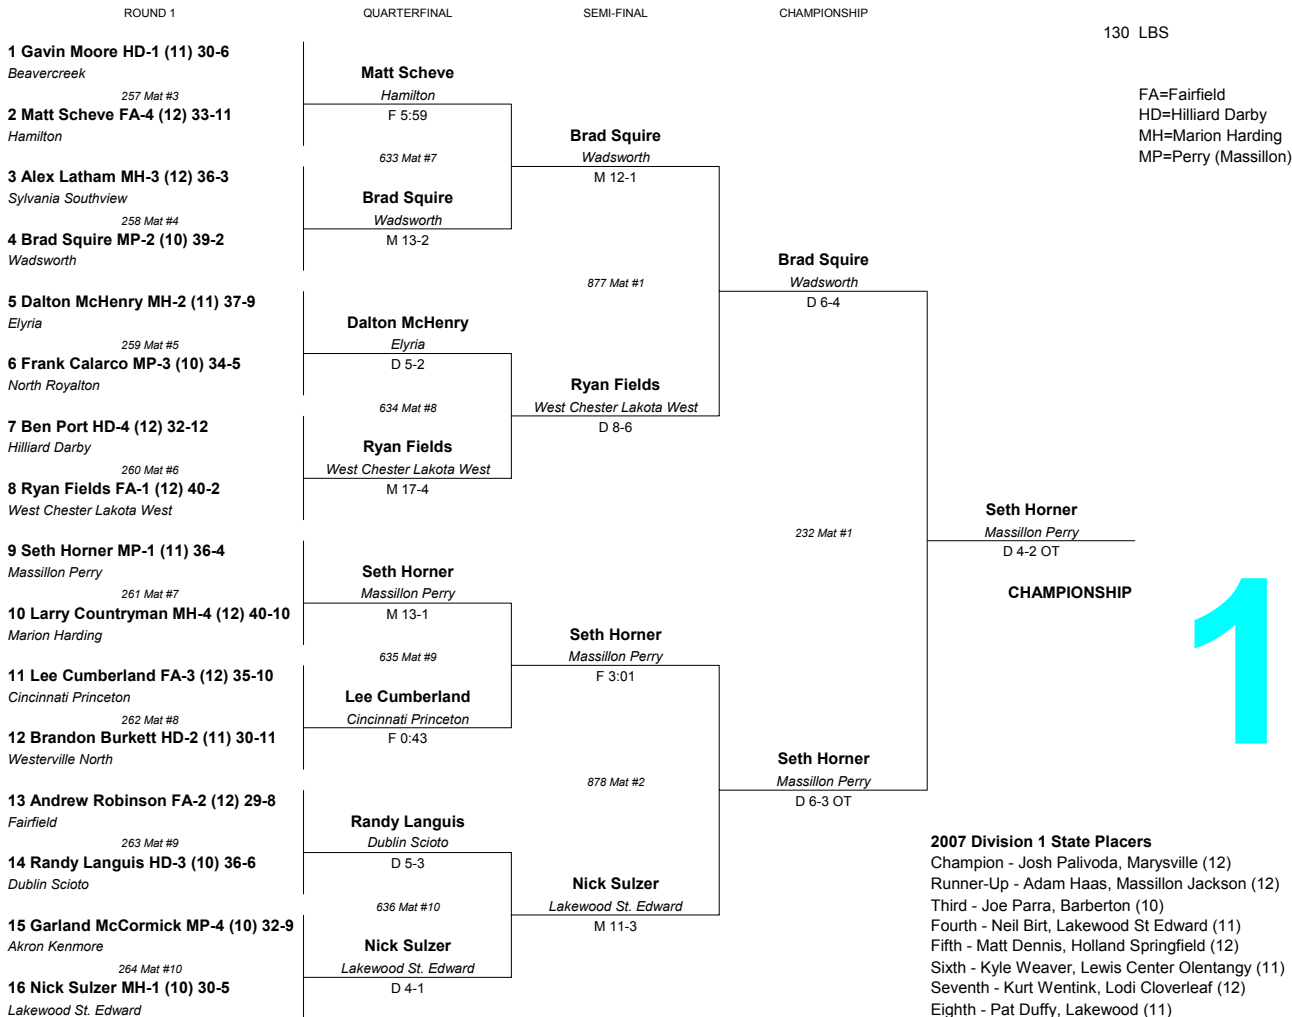 ROUND 1
QUARTERFINAL
SEMI-FINAL
CHAMPIONSHIP
130 LBS
FA=Fairfield
HD=Hilliard Darby
MH=Marion Harding
MP=Perry (Massillon)
1 Gavin Moore HD-1 (11) 30-6
Beavercreek
257 Mat #3
2 Matt Scheve FA-4 (12) 33-11
Hamilton
3 Alex Latham MH-3 (12) 36-3
Sylvania Southview
258 Mat #4
4 Brad Squire MP-2 (10) 39-2
Wadsworth
5 Dalton McHenry MH-2 (11) 37-9
Elyria
259 Mat #5
6 Frank Calarco MP-3 (10) 34-5
North Royalton
7 Ben Port HD-4 (12) 32-12
Hilliard Darby
260 Mat #6
8 Ryan Fields FA-1 (12) 40-2
West Chester Lakota West
9 Seth Horner MP-1 (11) 36-4
Massillon Perry
261 Mat #7
10 Larry Countryman MH-4 (12) 40-10
Marion Harding
11 Lee Cumberland FA-3 (12) 35-10
Cincinnati Princeton
262 Mat #8
12 Brandon Burkett HD-2 (11) 30-11
Westerville North
13 Andrew Robinson FA-2 (12) 29-8
Fairfield
263 Mat #9
14 Randy Languis HD-3 (10) 36-6
Dublin Scioto
15 Garland McCormick MP-4 (10) 32-9
Akron Kenmore
264 Mat #10
16 Nick Sulzer MH-1 (10) 30-5
Lakewood St. Edward
Matt Scheve
Hamilton
F 5:59
633 Mat #7
Brad Squire
Wadsworth
M 13-2
Dalton McHenry
Elyria
D 5-2
634 Mat #8
Ryan Fields
West Chester Lakota West
M 17-4
Seth Horner
Massillon Perry
M 13-1
635 Mat #9
Lee Cumberland
Cincinnati Princeton
F 0:43
Randy Languis
Dublin Scioto
D 5-3
636 Mat #10
Nick Sulzer
Lakewood St. Edward
D 4-1
Brad Squire
Wadsworth
M 12-1
877 Mat #1
Ryan Fields
West Chester Lakota West
D 8-6
Seth Horner
Massillon Perry
F 3:01
878 Mat #2
Nick Sulzer
Lakewood St. Edward
M 11-3
Brad Squire
Wadsworth
D 6-4
232 Mat #1
Seth Horner
Massillon Perry
D 6-3 OT
Seth Horner
Massillon Perry
D 4-2 OT
CHAMPIONSHIP
1
2007 Division 1 State Placers
Champion - Josh Palivoda, Marysville (12)
Runner-Up - Adam Haas, Massillon Jackson (12)
Third - Joe Parra, Barberton (10)
Fourth - Neil Birt, Lakewood St Edward (11)
Fifth - Matt Dennis, Holland Springfield (12)
Sixth - Kyle Weaver, Lewis Center Olentangy (11)
Seventh - Kurt Wentink, Lodi Cloverleaf (12)
Eighth - Pat Duffy, Lakewood (11)